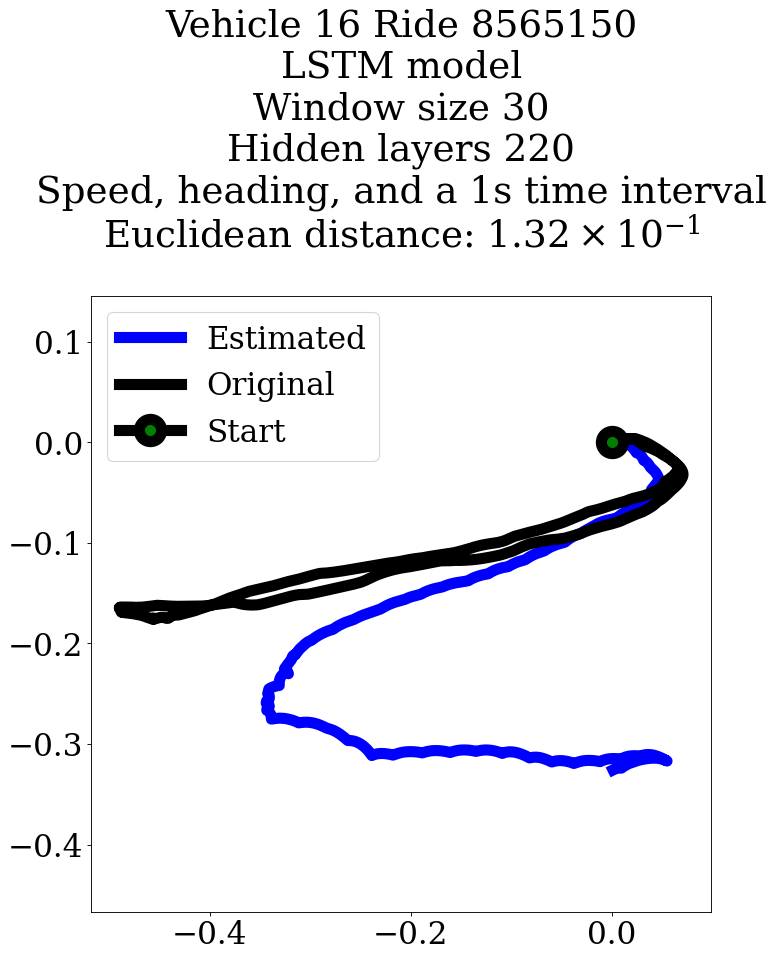 Vehicle 16 Ride 8565150
LSTM model
Window size 30
Hidden layers 220
Speed, heading, and a 1s time interval
Euclidean distance: 1.32 × 10⁻¹
Estimated
Original
Start
0.1
0.0
−0.1
−0.2
−0.3
−0.4
−0.4 −0.2 0.0